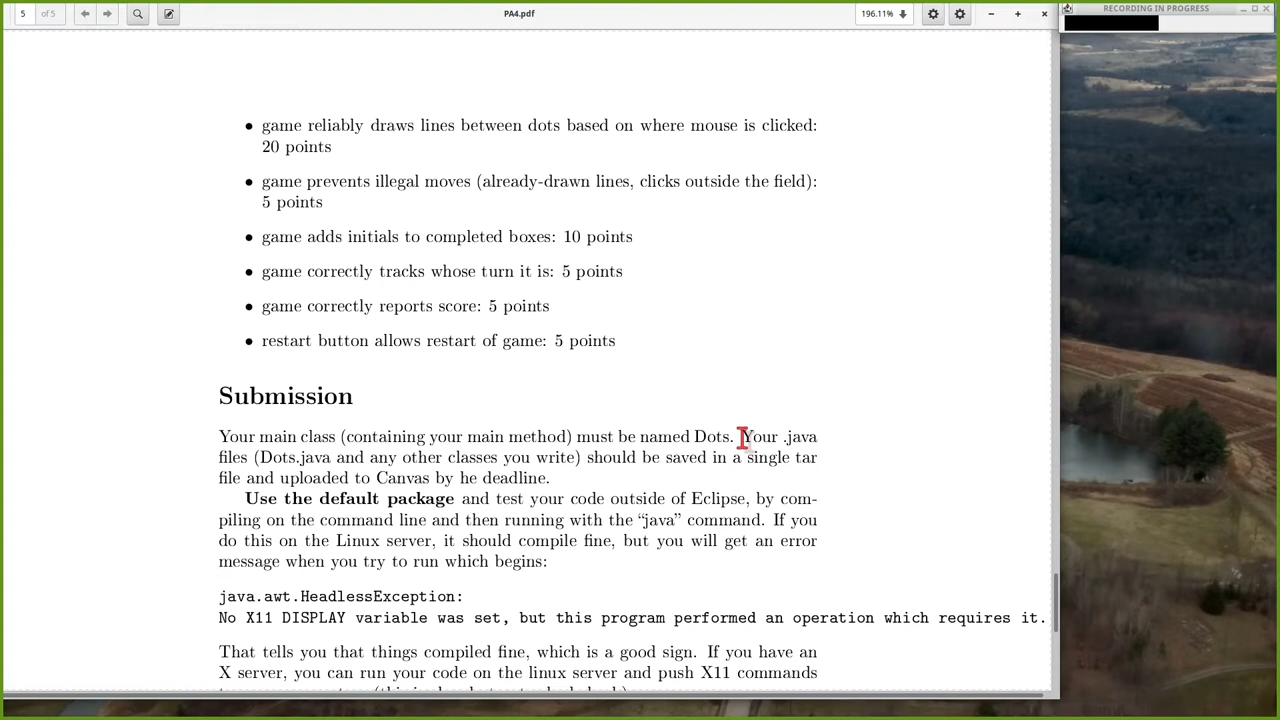 5 of 5
PA4.pdf
196.11%
RECORDING IN PROGRESS
• game reliably draws lines between dots based on where mouse is clicked:
20 points
• game prevents illegal moves (already-drawn lines, clicks outside the field):
5 points
• game adds initials to completed boxes: 10 points
• game correctly tracks whose turn it is: 5 points
• game correctly reports score: 5 points
• restart button allows restart of game: 5 points
Submission
Your main class (containing your main method) must be named Dots. Your .java
files (Dots.java and any other classes you write) should be saved in a single tar
file and uploaded to Canvas by he deadline.
Use the default package and test your code outside of Eclipse, by com-
piling on the command line and then running with the “java” command. If you
do this on the Linux server, it should compile fine, but you will get an error
message when you try to run which begins:
java.awt.HeadlessException:
No X11 DISPLAY variable was set, but this program performed an operation which requires it.
That tells you that things compiled fine, which is a good sign. If you have an
X server, you can run your code on the linux server and push X11 commands